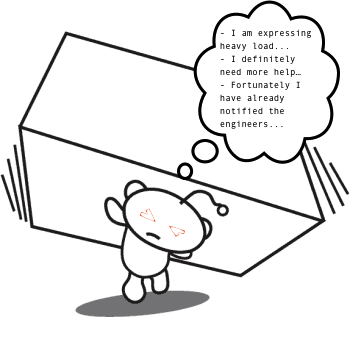 - I am expressing
heavy load...
- I definitely
need more help…
- Fortunately I
have already
notified the
engineers...